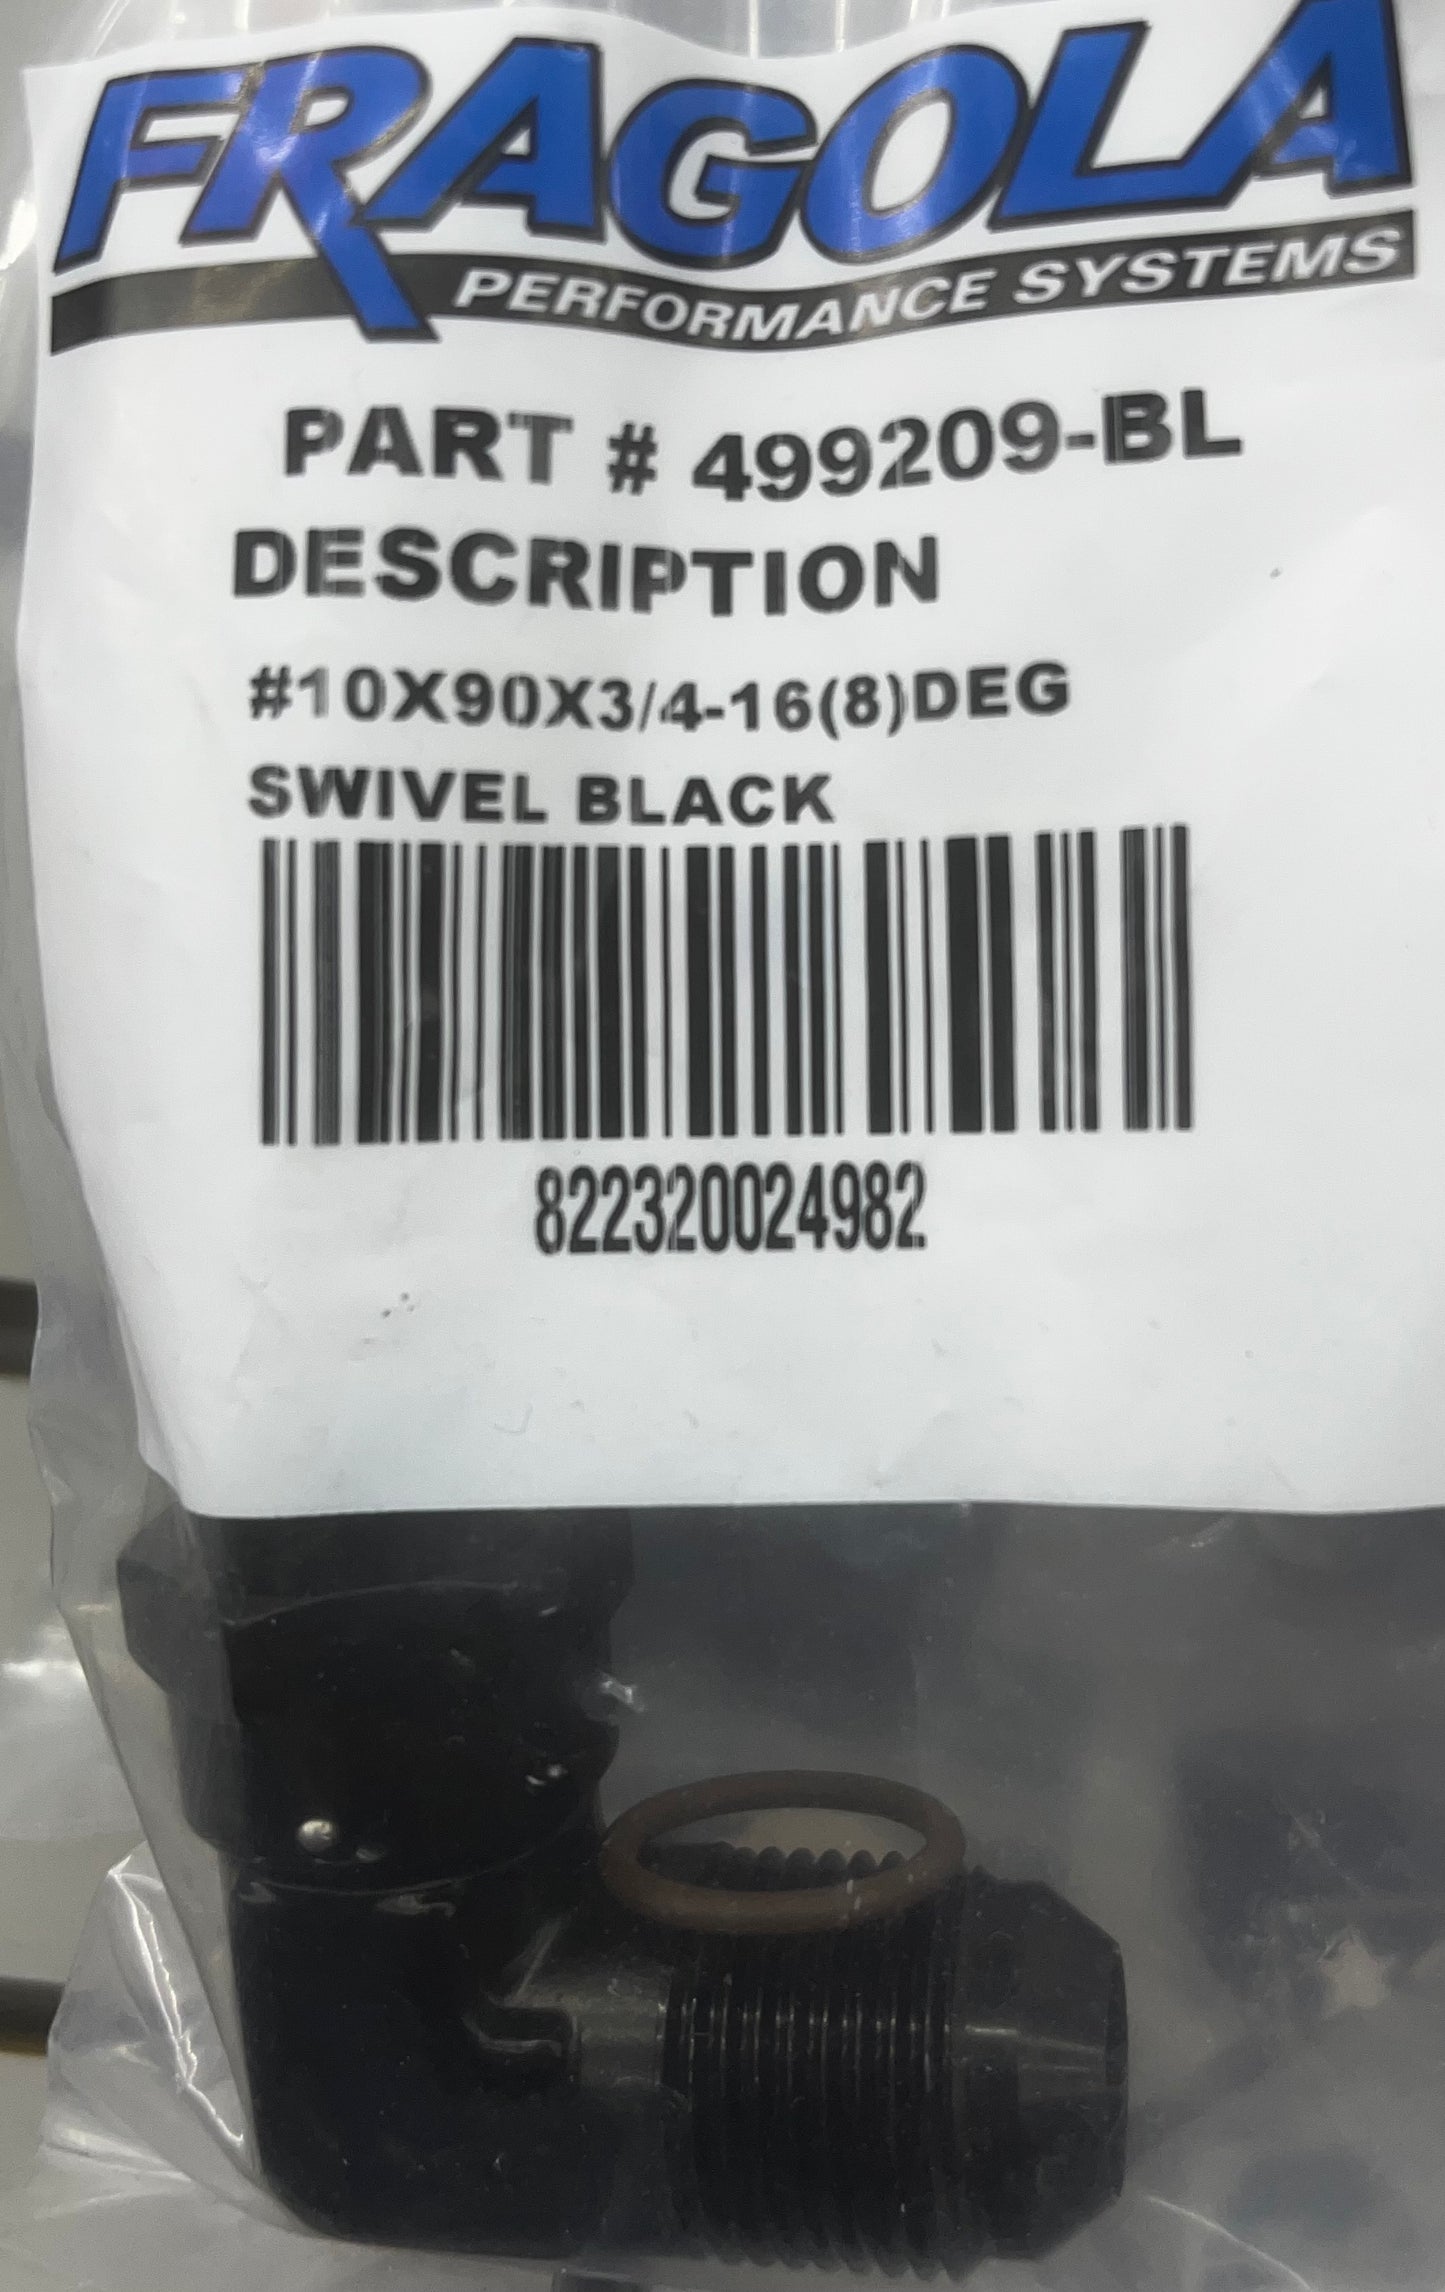 FRAGOLA
PERFORMANCE SYSTEMS
PART # 499209-BL
DESCRIPTION
#10X90X3/4-16(8)DEG
SWIVEL BLACK
822320024982